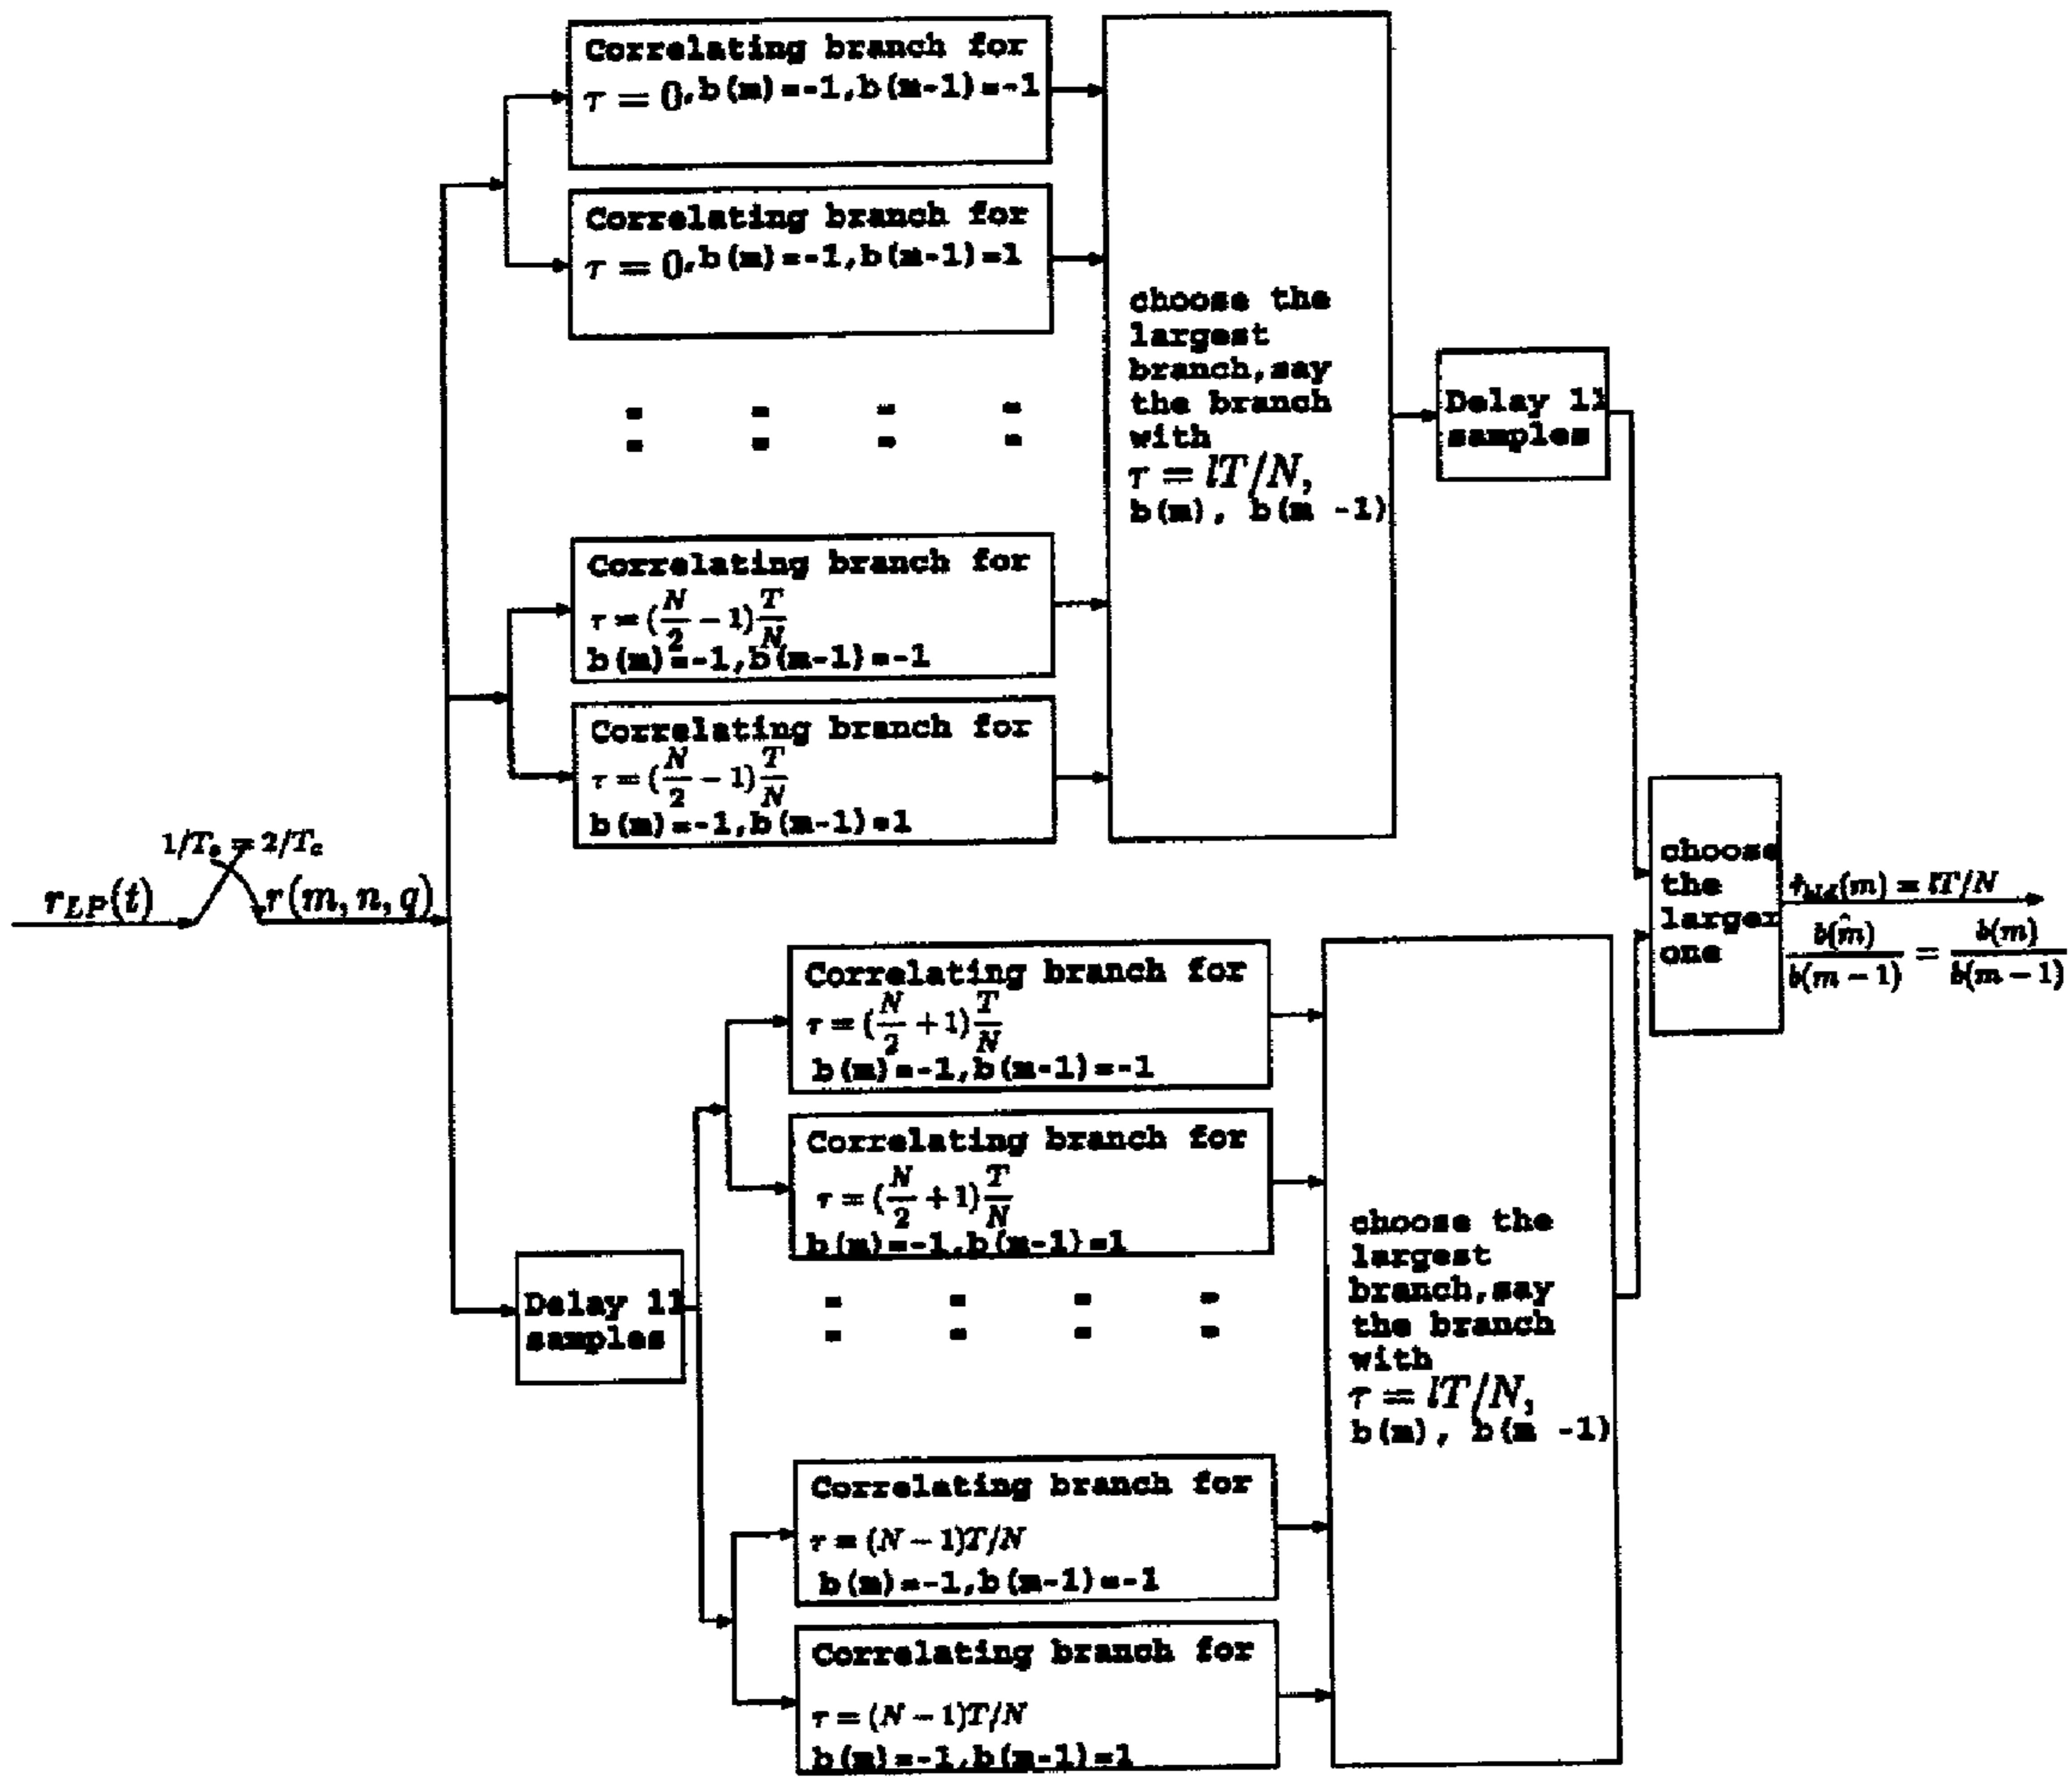 Correlating branch for
τ = 0, b(m)=-1,b(m-1)=-1
Correlating branch for
τ = 0, b(m)=-1,b(m-1)=1
choose the
largest
branch,say
the branch
with
τ = lT/N,
b(m), b(m -1)
Delay 11
samples
Correlating branch for
τ = (N/2 − 1)T/N
b(m)=-1,b(m-1)=-1
Correlating branch for
τ = (N/2 − 1)T/N
b(m)=-1,b(m-1)=1
1/Ts = 2/Tc
rLP(t)
r(m, n, q)
choose
the
larger
one
τ̂Md(m) = lT/N
b(m̂)/b(m − 1) = b(m)/b(m − 1)
Correlating branch for
τ = (N/2 + 1)T/N
b(m)=-1,b(m-1)=-1
Correlating branch for
τ = (N/2 + 1)T/N
b(m)=-1,b(m-1)=1
Delay 11
samples
choose the
largest
branch,say
the branch
with
τ = lT/N,
b(m), b(m -1)
Correlating branch for
τ = (N − 1)T/N
b(m)=-1,b(m-1)=-1
Correlating branch for
τ = (N − 1)T/N
b(m)=-1,b(m-1)=1